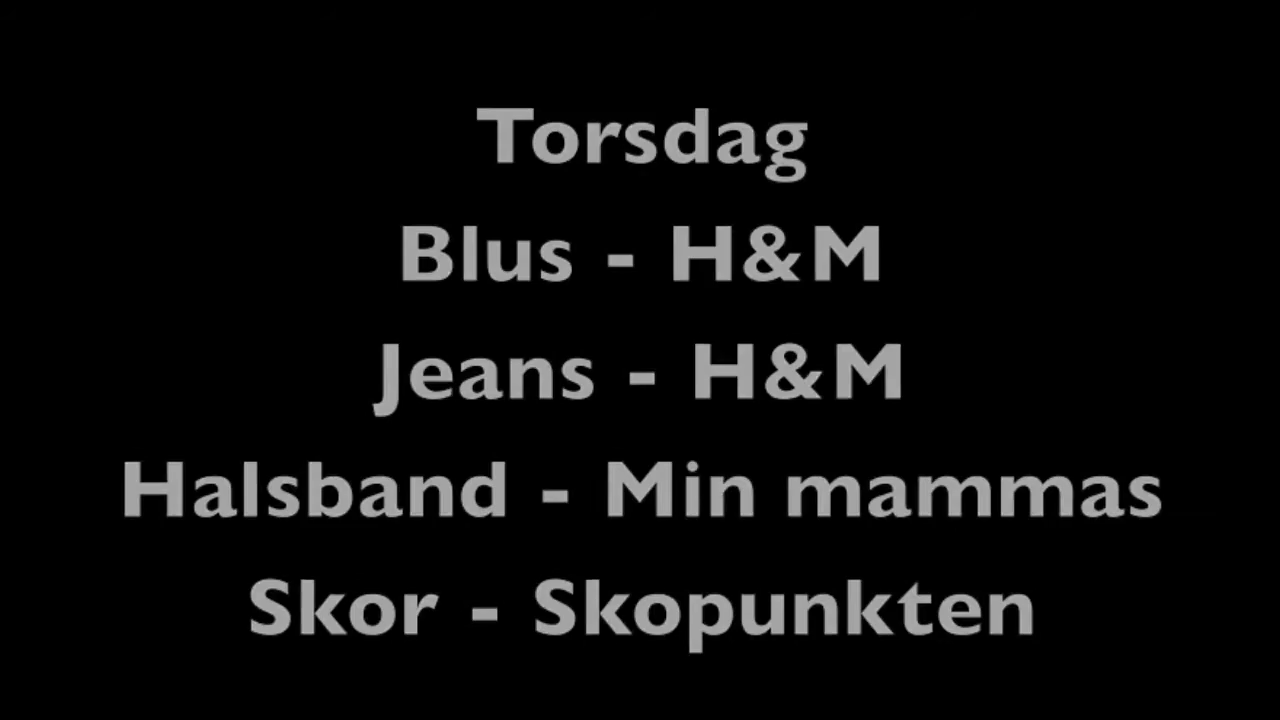 Torsdag
Blus - H&M
Jeans - H&M
Halsband - Min mammas
Skor - Skopunkten